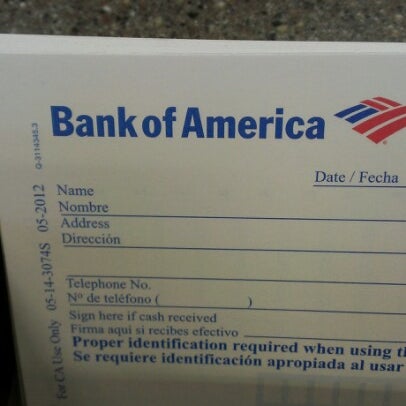 Bank of America
Date / Fecha
Name
Nombre
Address
Dirección
Telephone No.
Nº de teléfono ( )
Sign here if cash received
Firma aqui si recibes efectivo
Proper identification required when using th
Se requiere identificación apropiada al usar
For CA Use Only 05-14-3074S 05-2012